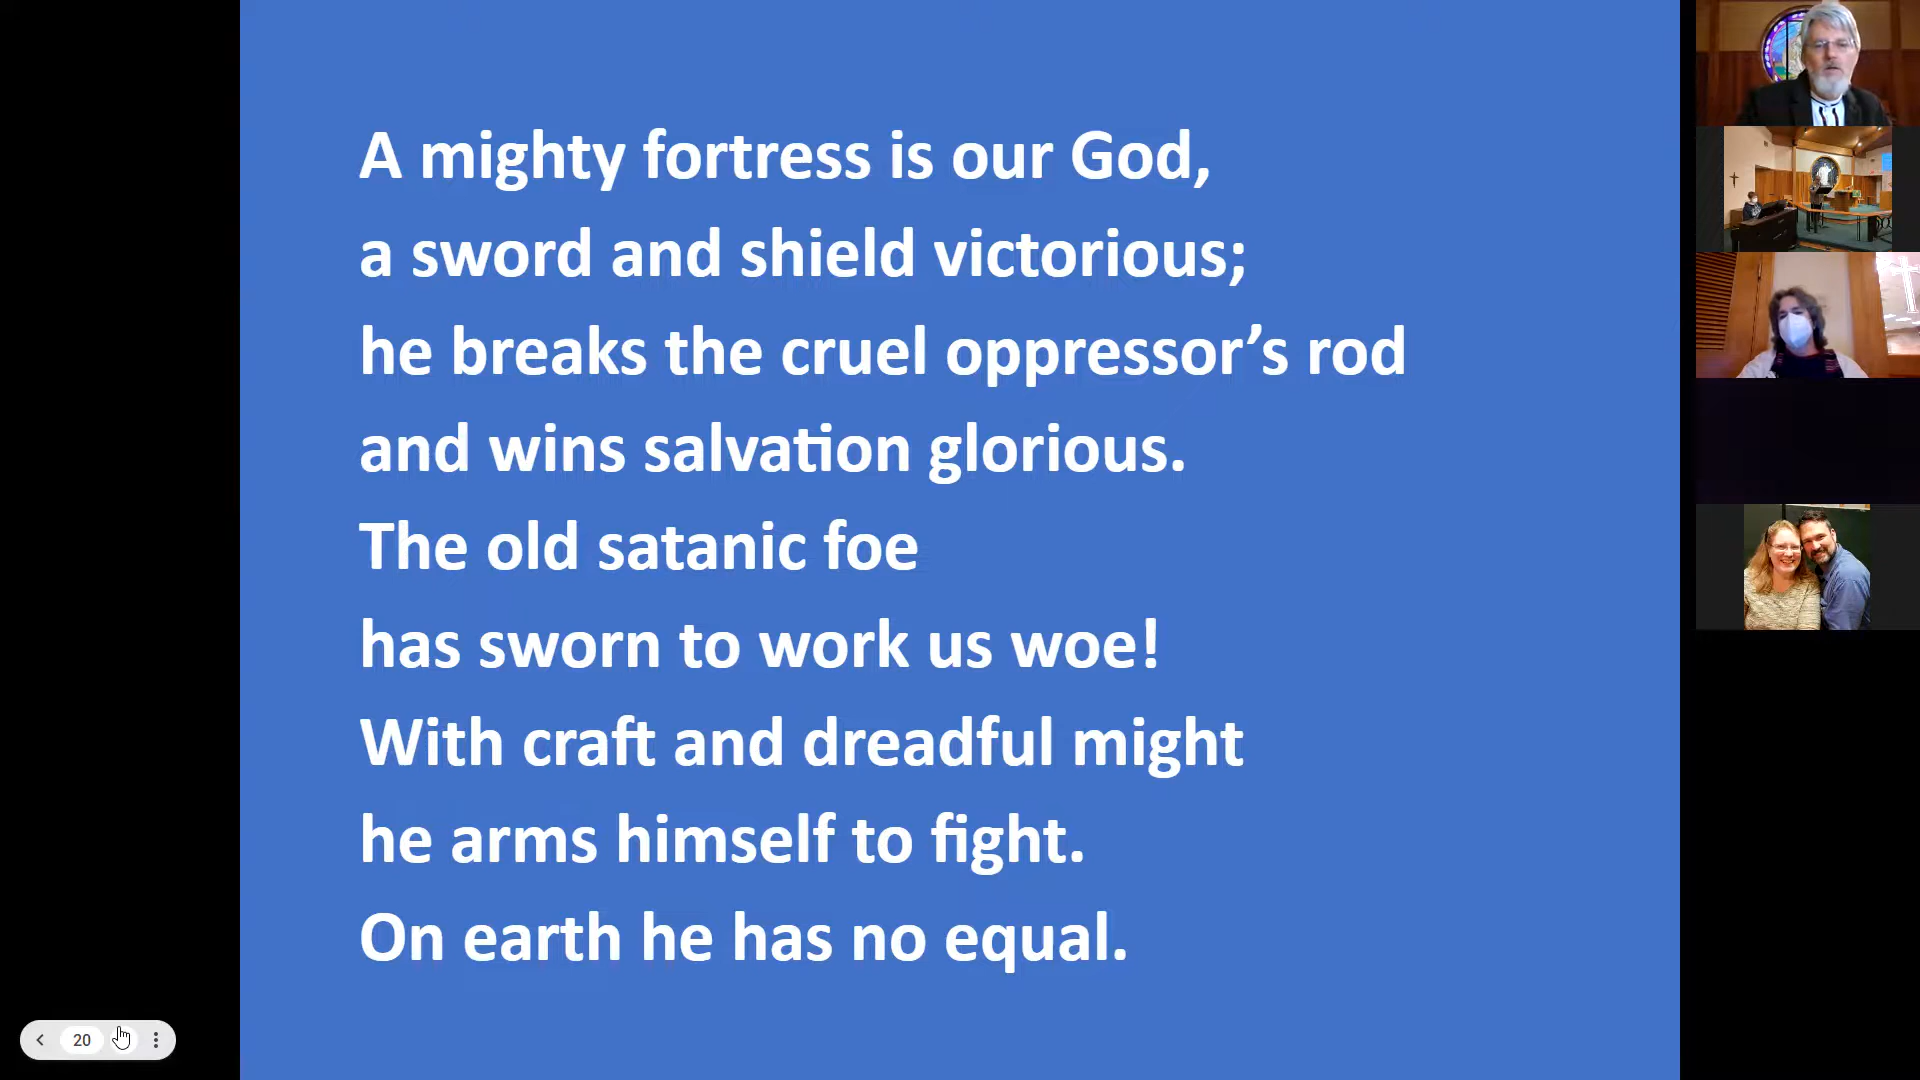 A mighty fortress is our God,
a sword and shield victorious;
he breaks the cruel oppressor’s rod
and wins salvation glorious.
The old satanic foe
has sworn to work us woe!
With craft and dreadful might
he arms himself to fight.
On earth he has no equal.
20